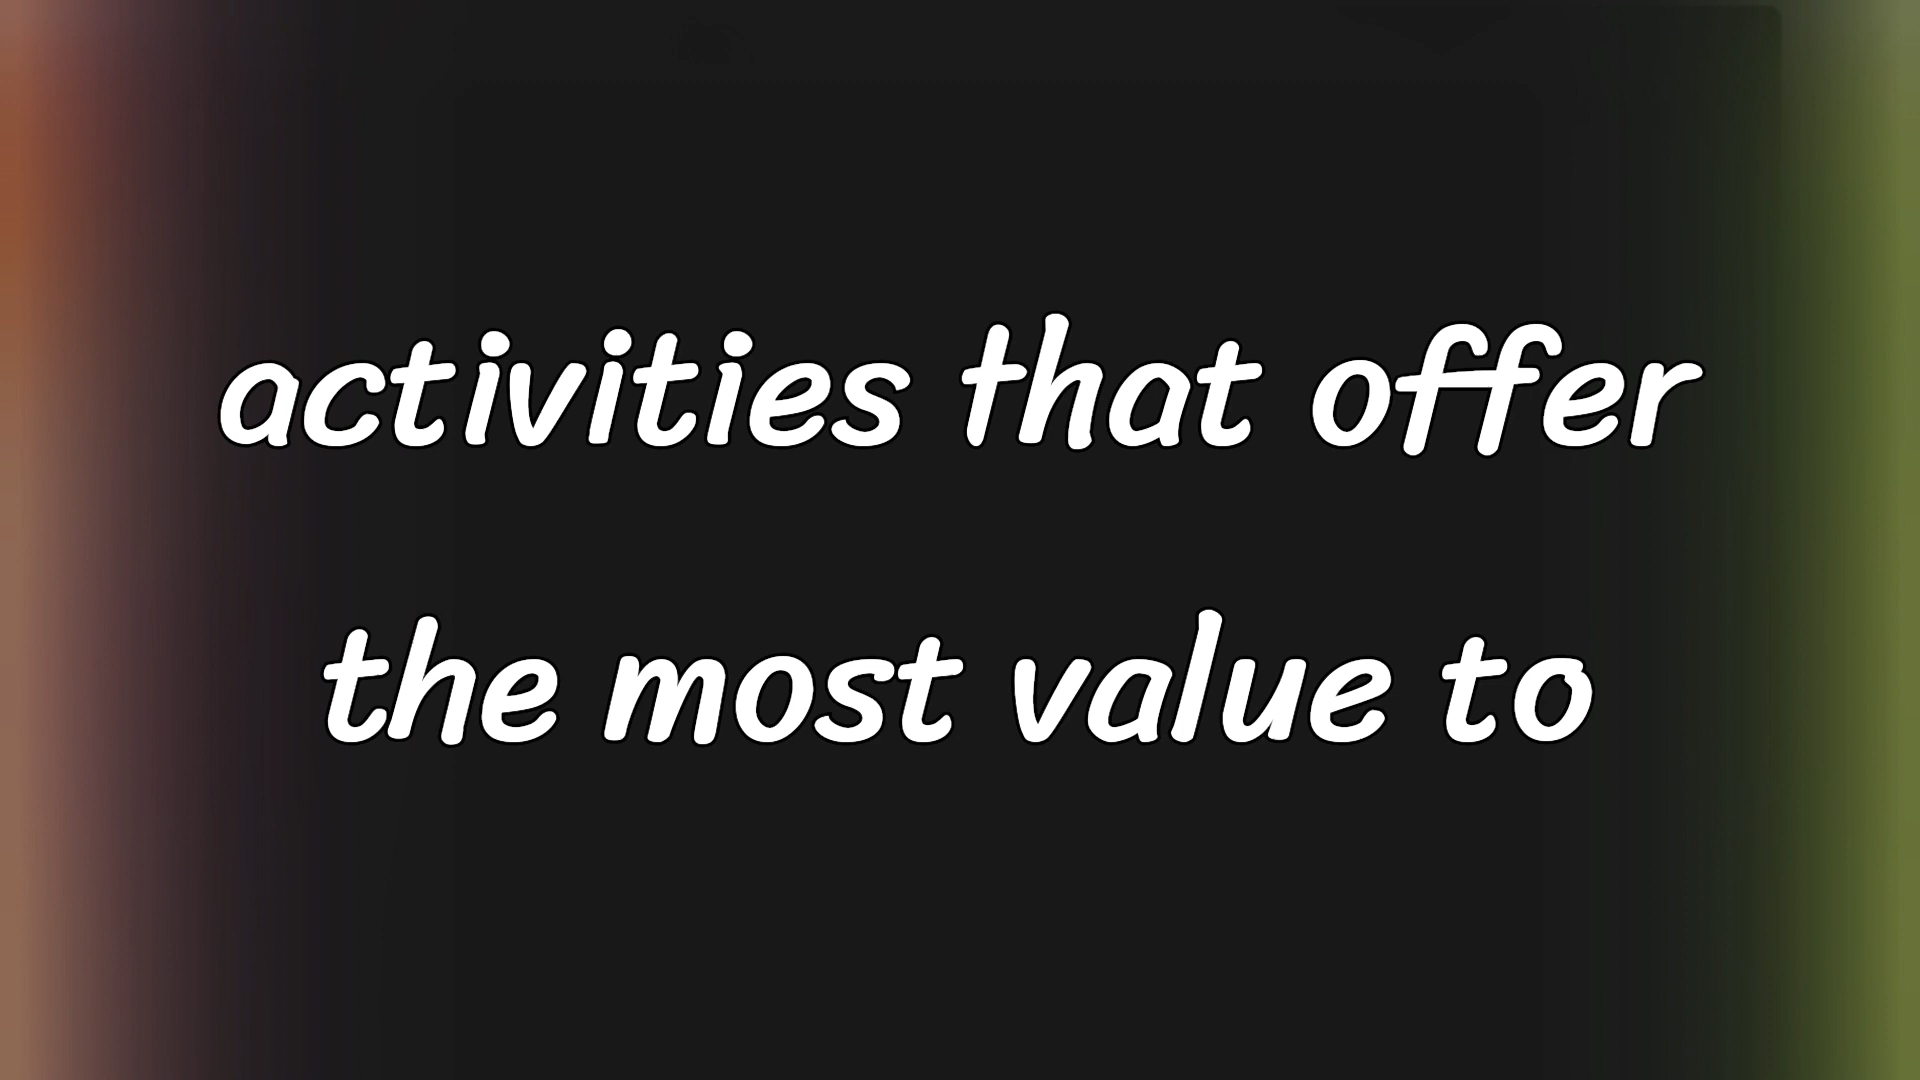 activities that offer
the most value to